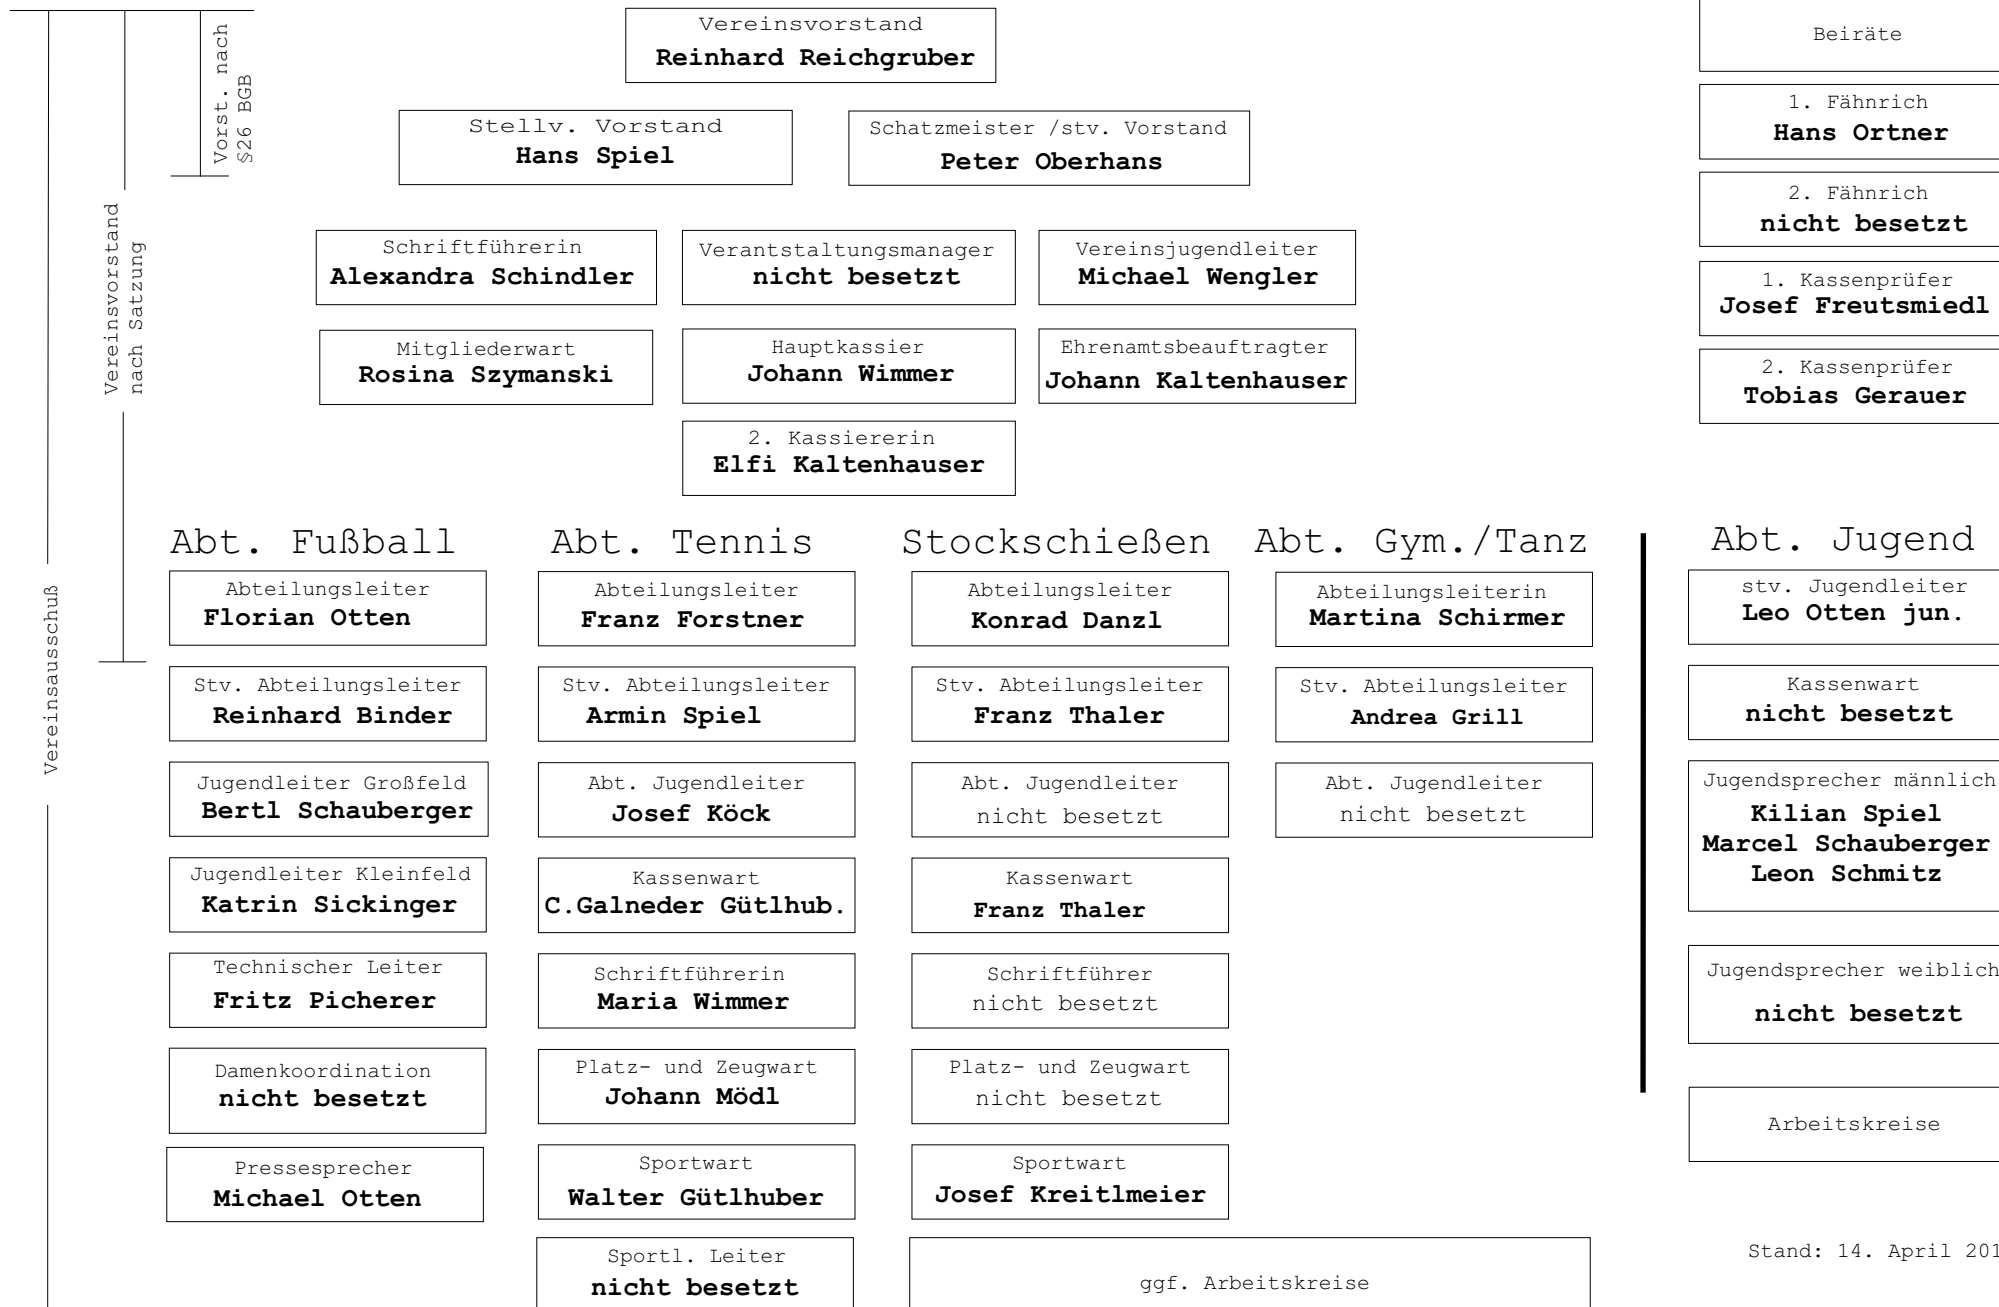 Vorst. nach
§26 BGB
Vereinsvorstand
nach Satzung
Vereinsausschuß
Vereinsvorstand
Reinhard Reichgruber
Stellv. Vorstand
Hans Spiel
Schatzmeister /stv. Vorstand
Peter Oberhans
Schriftführerin
Alexandra Schindler
Verantstaltungsmanager
nicht besetzt
Vereinsjugendleiter
Michael Wengler
Mitgliederwart
Rosina Szymanski
Hauptkassier
Johann Wimmer
Ehrenamtsbeauftragter
Johann Kaltenhauser
2. Kassiererin
Elfi Kaltenhauser
Beiräte
1. Fähnrich
Hans Ortner
2. Fähnrich
nicht besetzt
1. Kassenprüfer
Josef Freutsmiedl
2. Kassenprüfer
Tobias Gerauer
Abt. Fußball
Abteilungsleiter
Florian Otten
Stv. Abteilungsleiter
Reinhard Binder
Jugendleiter Großfeld
Bertl Schauberger
Jugendleiter Kleinfeld
Katrin Sickinger
Technischer Leiter
Fritz Picherer
Damenkoordination
nicht besetzt
Pressesprecher
Michael Otten
Abt. Tennis
Abteilungsleiter
Franz Forstner
Stv. Abteilungsleiter
Armin Spiel
Abt. Jugendleiter
Josef Köck
Kassenwart
C.Galneder Gütlhub.
Schriftführerin
Maria Wimmer
Platz- und Zeugwart
Johann Mödl
Sportwart
Walter Gütlhuber
Sportl. Leiter
nicht besetzt
Stockschießen
Abteilungsleiter
Konrad Danzl
Stv. Abteilungsleiter
Franz Thaler
Abt. Jugendleiter
nicht besetzt
Kassenwart
Franz Thaler
Schriftführer
nicht besetzt
Platz- und Zeugwart
nicht besetzt
Sportwart
Josef Kreitlmeier
ggf. Arbeitskreise
Abt. Gym./Tanz
Abteilungsleiterin
Martina Schirmer
Stv. Abteilungsleiter
Andrea Grill
Abt. Jugendleiter
nicht besetzt
Abt. Jugend
stv. Jugendleiter
Leo Otten jun.
Kassenwart
nicht besetzt
Jugendsprecher männlich
Kilian Spiel
Marcel Schauberger
Leon Schmitz
Jugendsprecher weiblich
nicht besetzt
Arbeitskreise
Stand: 14. April 201